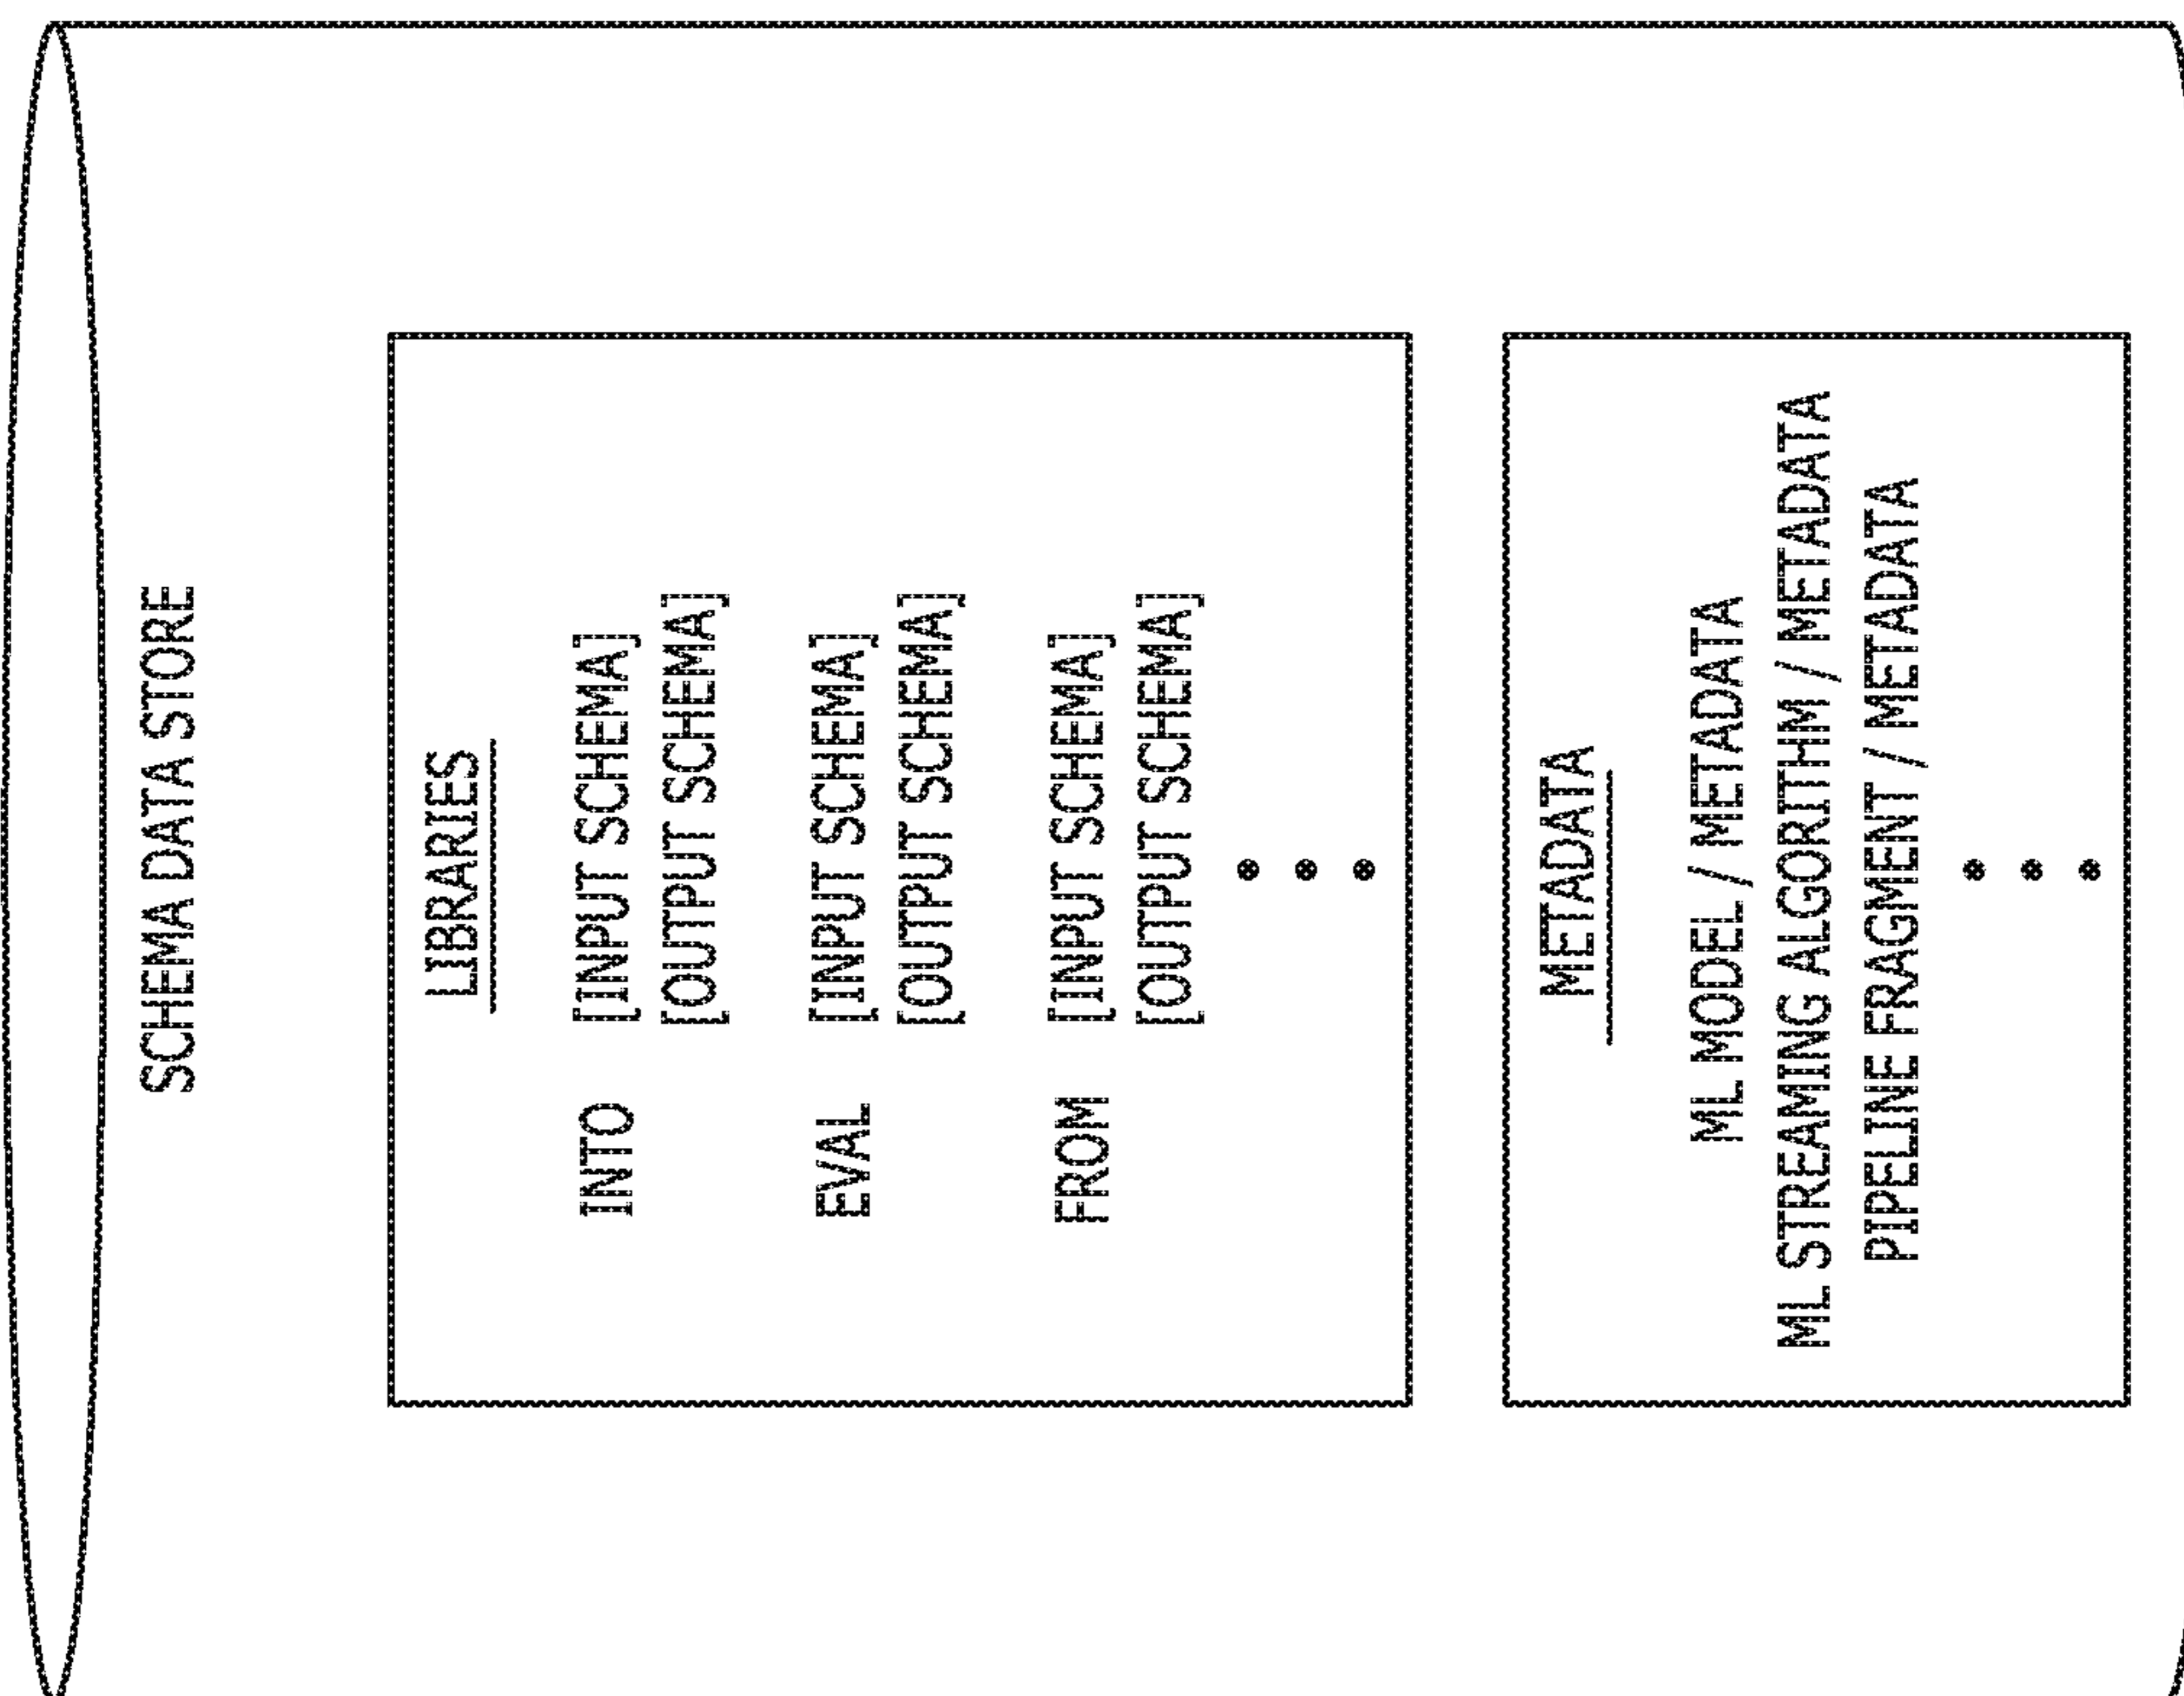 SCHEMA DATA STORE
LIBRARIES
INTO [INPUT SCHEMA]
[OUTPUT SCHEMA]
EVAL [INPUT SCHEMA]
[OUTPUT SCHEMA]
FROM [INPUT SCHEMA]
[OUTPUT SCHEMA]
METADATA
ML MODEL / METADATA
ML STREAMING ALGORITHM / METADATA
PIPELINE FRAGMENT / METADATA